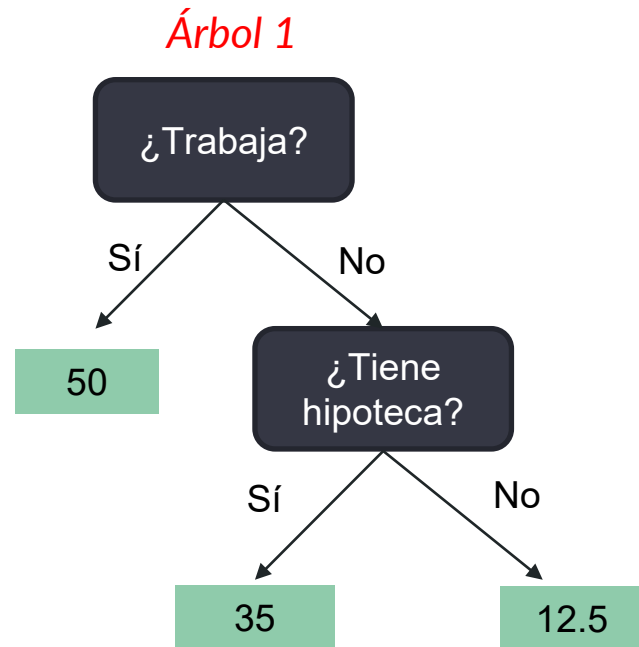 Árbol 1
¿Trabaja?
Sí
No
50
¿Tiene
hipoteca?
Sí
No
35
12.5